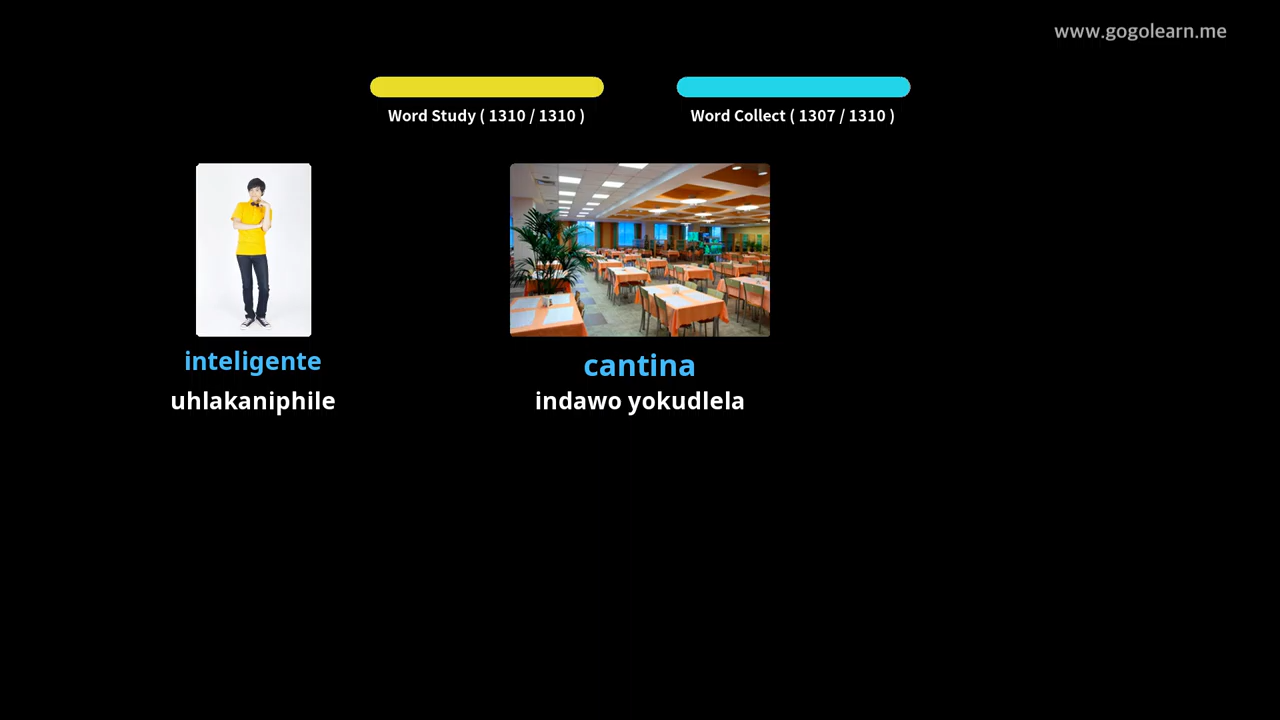 www.gogolearn.me
Word Study ( 1310 / 1310 )
Word Collect ( 1307 / 1310 )
inteligente
uhlakaniphile
cantina
indawo yokudlela